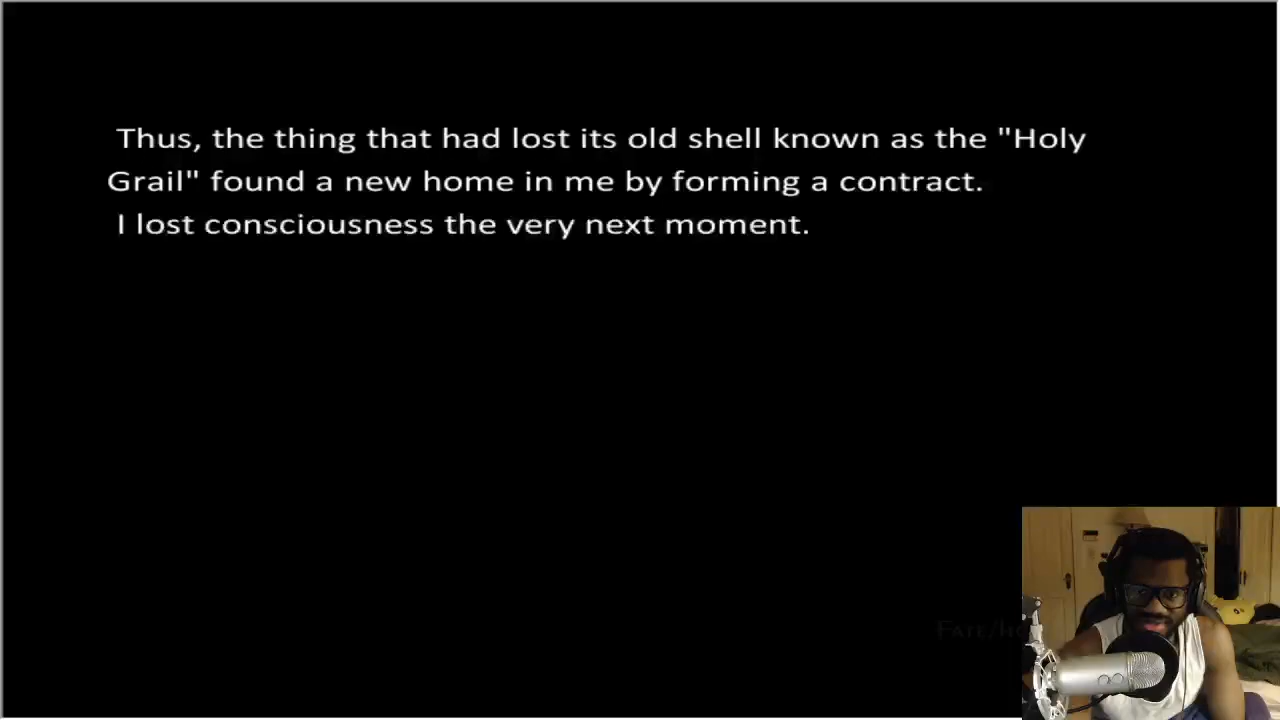 Thus, the thing that had lost its old shell known as the "Holy
Grail" found a new home in me by forming a contract.
I lost consciousness the very next moment.